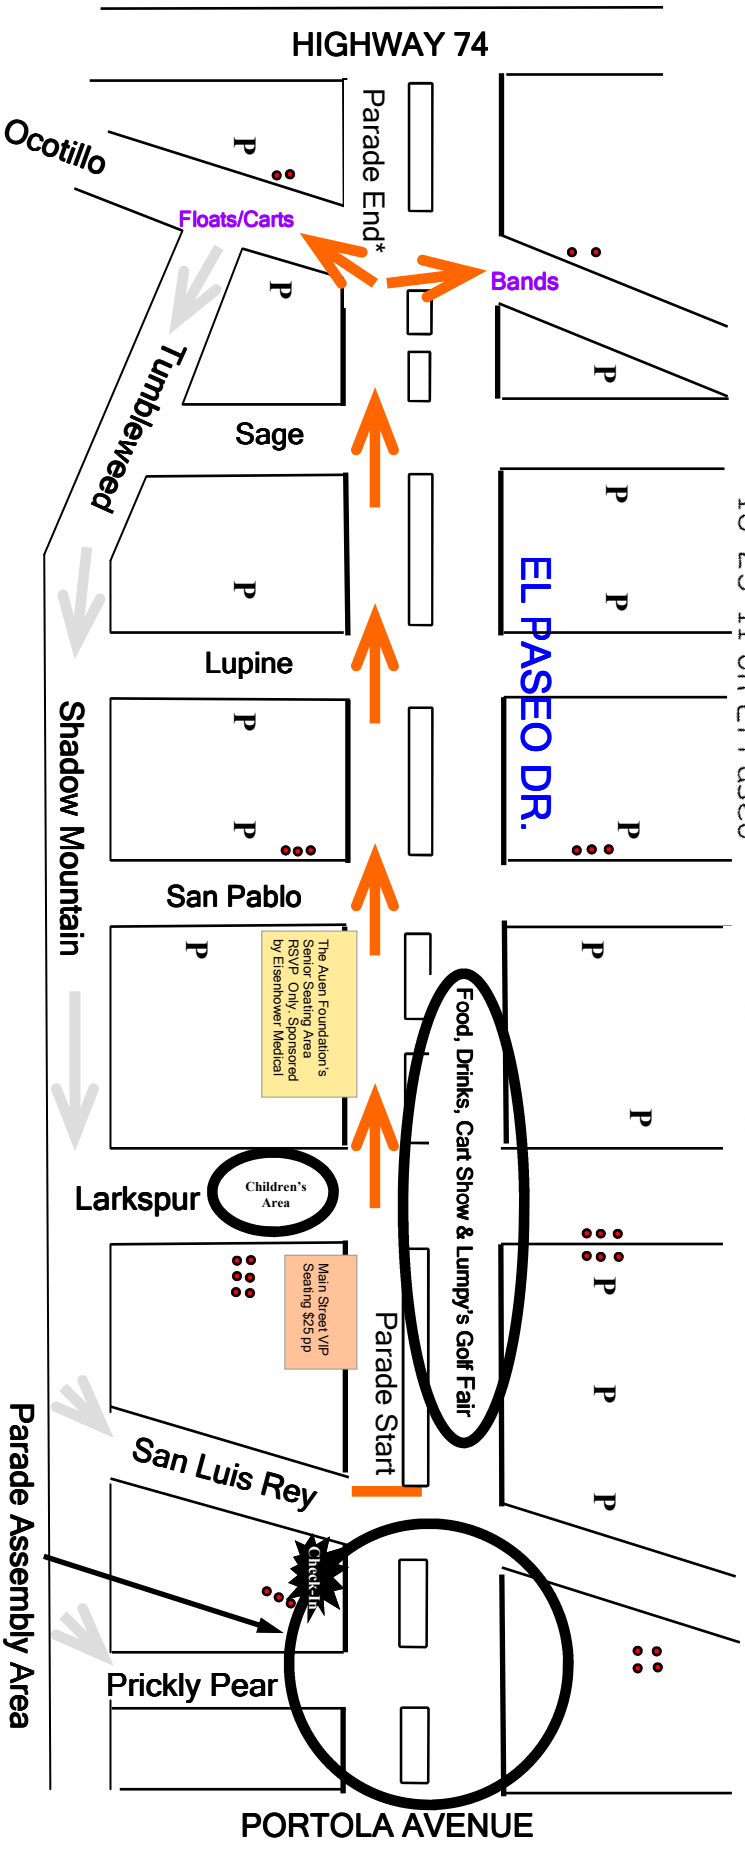 HIGHWAY 74
Parade End*
P
Ocotillo
Floats/Carts
Bands
P
P
Tumbleweed
Sage
P
P
P
P
EL PASEO DR.
Lupine
P
P
P
Shadow Mountain
San Pablo
P
P
The Auen Foundation's
Senior Seating Area
RSVP Only. Sponsored
by Eisenhower Medical
Food, Drinks, Cart Show & Lumpy's Golf Fair
P
Larkspur
Children's
Area
P
Main Street VIP
Seating $25 pp
Parade Start
P
San Luis Rey
P
Parade Assembly Area
Check-In
Prickly Pear
PORTOLA AVENUE